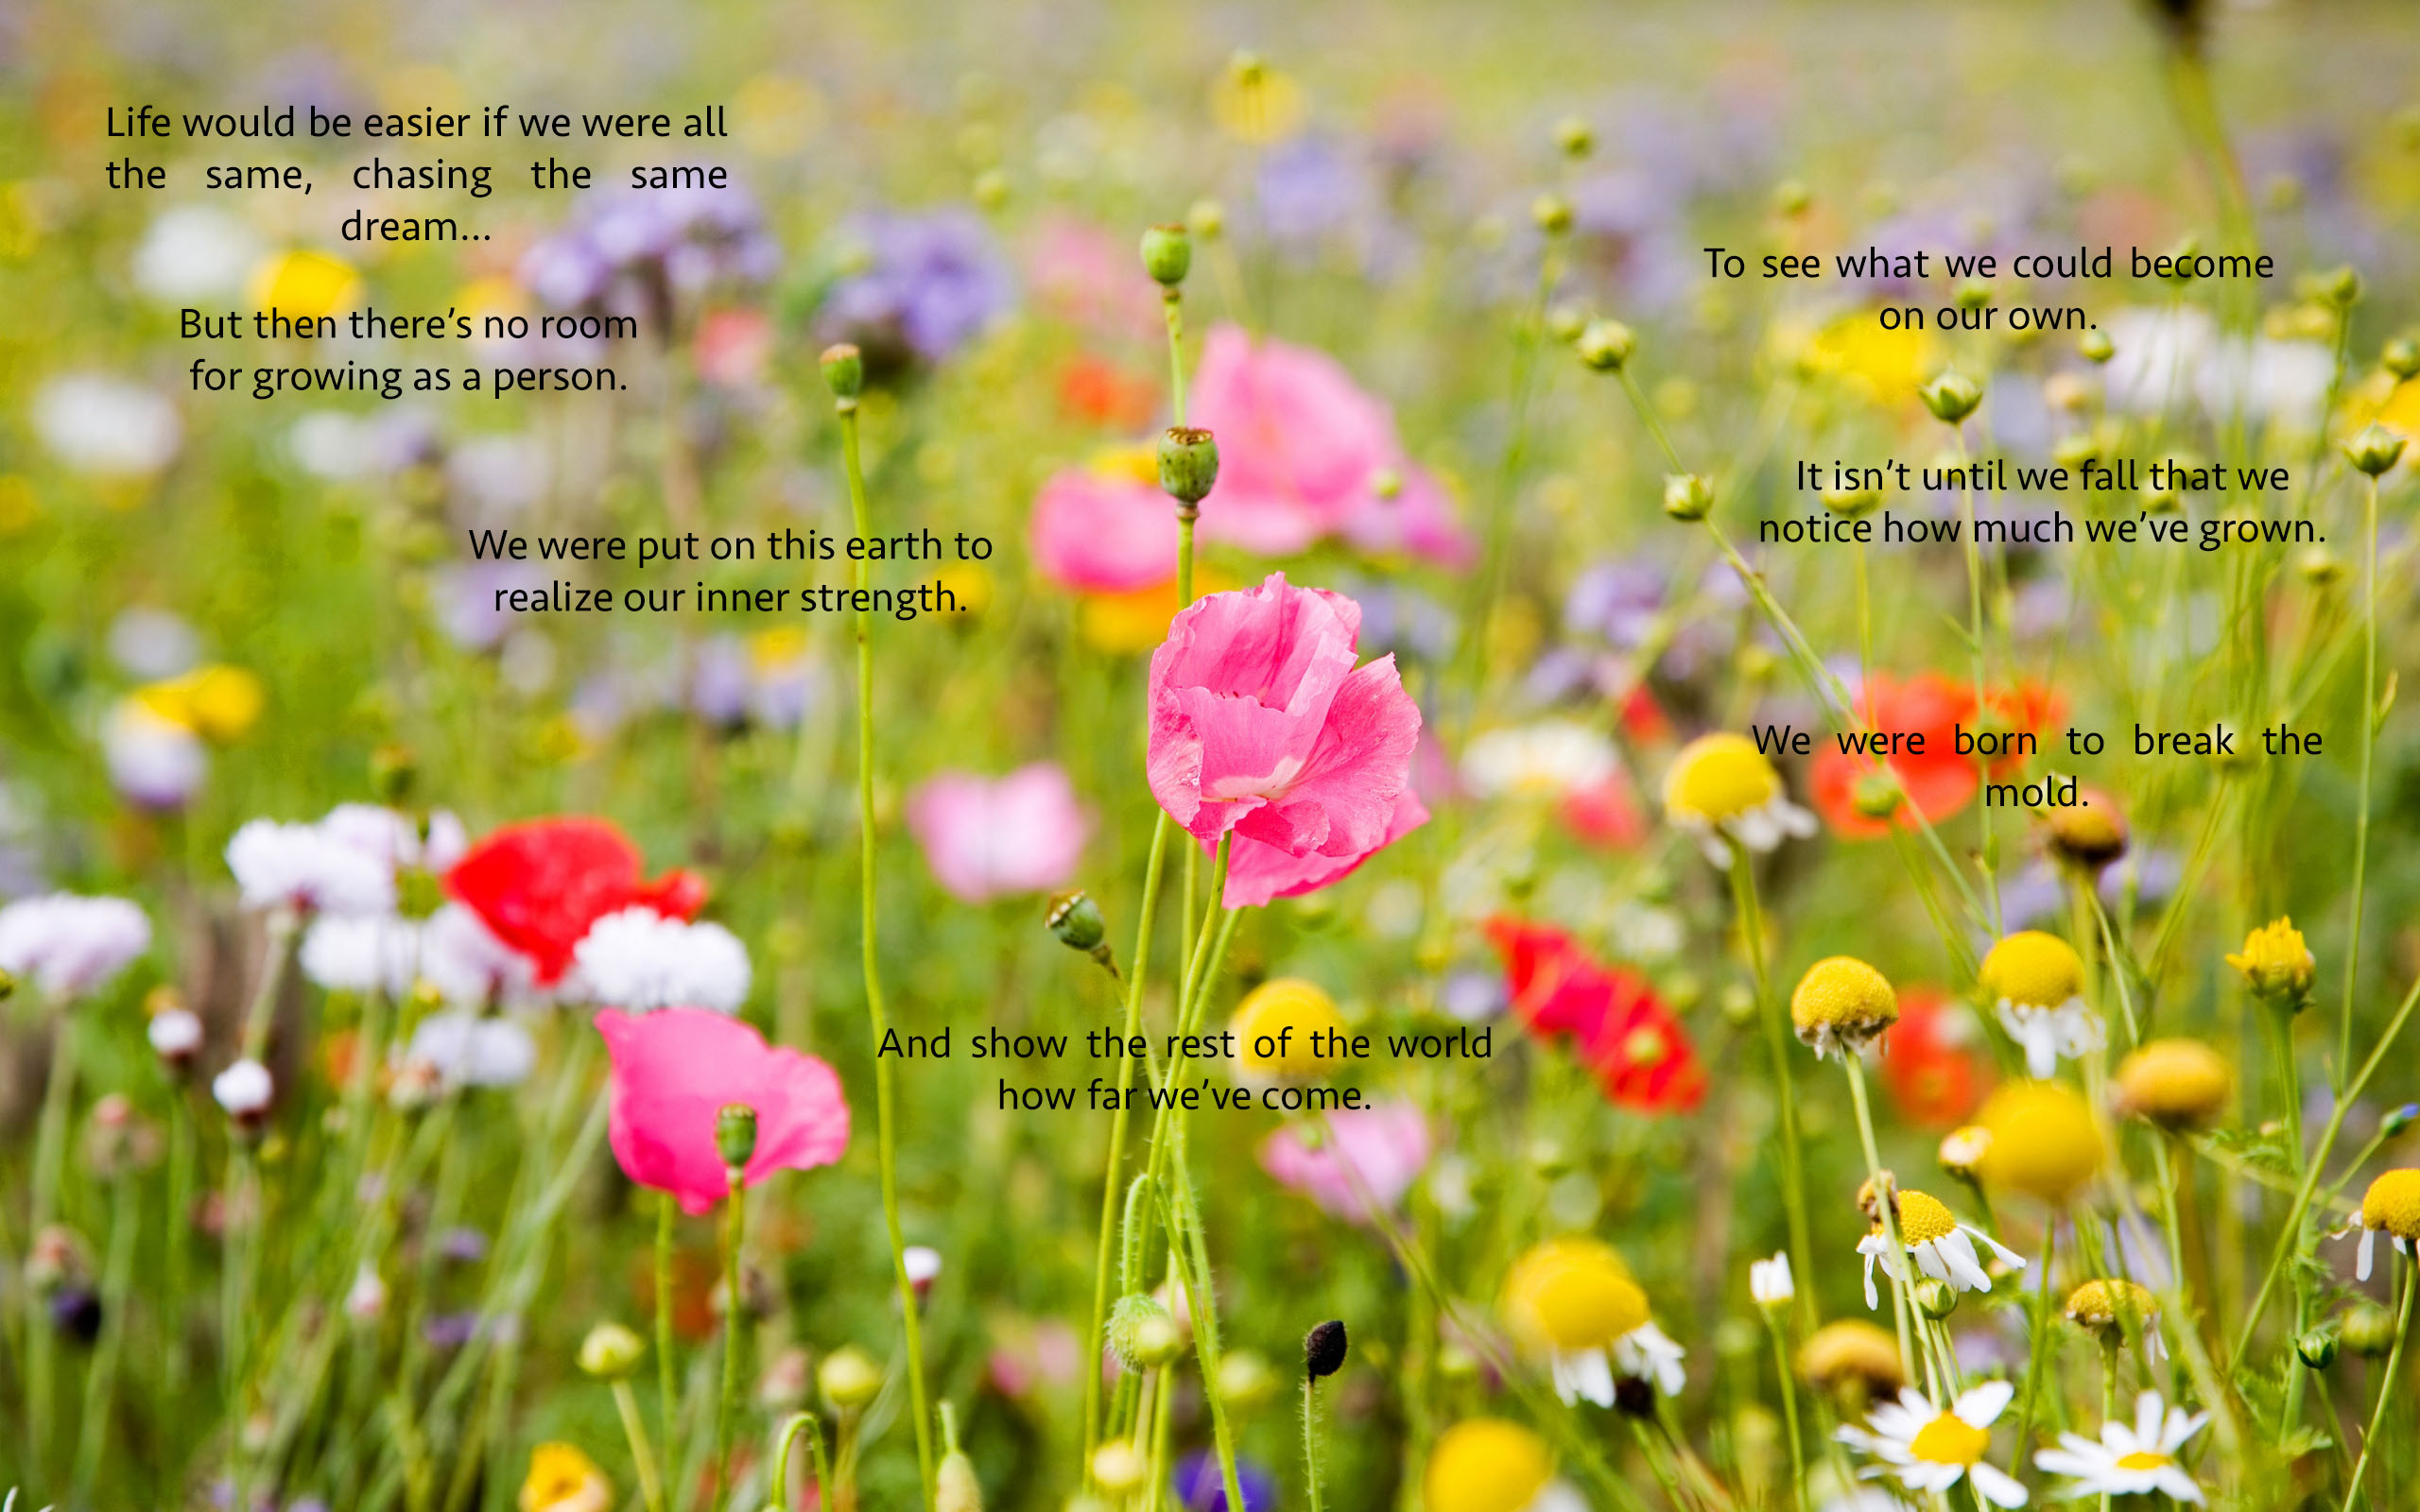 Life would be easier if we were all
the same, chasing the same
dream...
But then there’s no room
for growing as a person.
We were put on this earth to
realize our inner strength.
To see what we could become
on our own.
It isn’t until we fall that we
notice how much we’ve grown.
We were born to break the
mold.
And show the rest of the world
how far we’ve come.